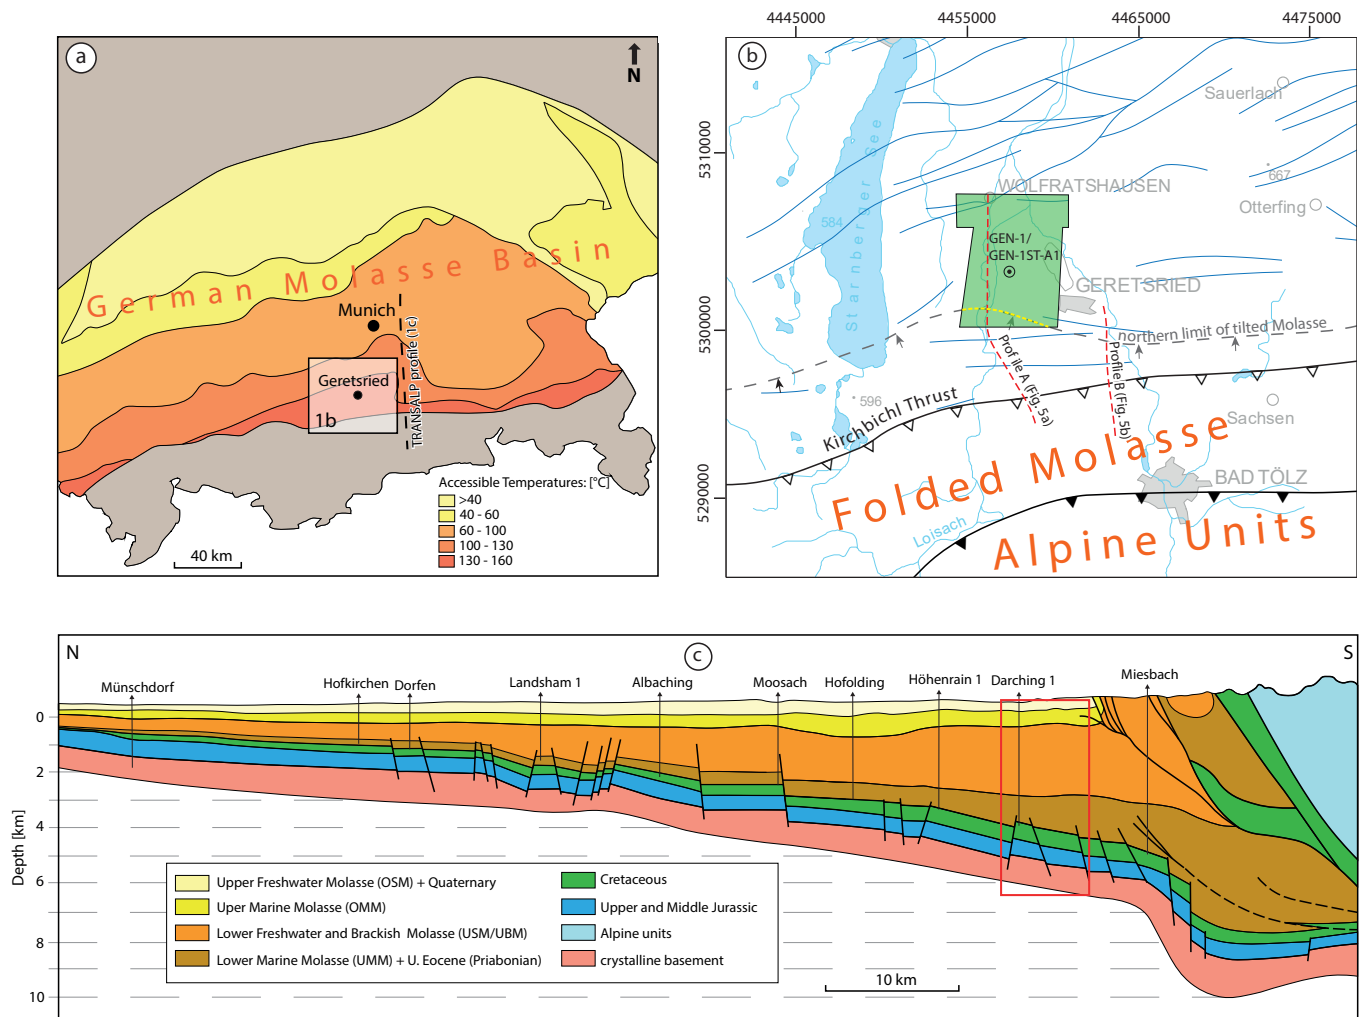 a
N
German Molasse Basin
Munich
TRANSALP profile (1c)
Geretsried
1b
Accessible Temperatures: [°C]
>40
40 - 60
60 - 100
100 - 130
130 - 160
40 km
4445000
4455000
4465000
4475000
b
5310000
5300000
5290000
Sauerlach
667
WOLFRATSHAUSEN
Otterfing
584
Starnberger See
GEN-1/
GEN-1ST-A1
GERETSRIED
northern limit of tilted Molasse
Profile A (Fig. 5a)
Profile B (Fig. 5b)
596
Kirchbichl Thrust
Sachsen
Folded Molasse
BAD TÖLZ
Loisach
Alpine Units
N
c
S
Münschdorf
Hofkirchen
Dorfen
Landsham 1
Albaching
Moosach
Hofolding
Höhenrain 1
Darching 1
Miesbach
Depth [km]
0
2
4
6
8
10
Upper Freshwater Molasse (OSM) + Quaternary
Uper Marine Molasse (OMM)
Lower Freshwater and Brackish Molasse (USM/UBM)
Lower Marine Molasse (UMM) + U. Eocene (Priabonian)
Cretaceous
Upper and Middle Jurassic
Alpine units
crystalline basement
10 km